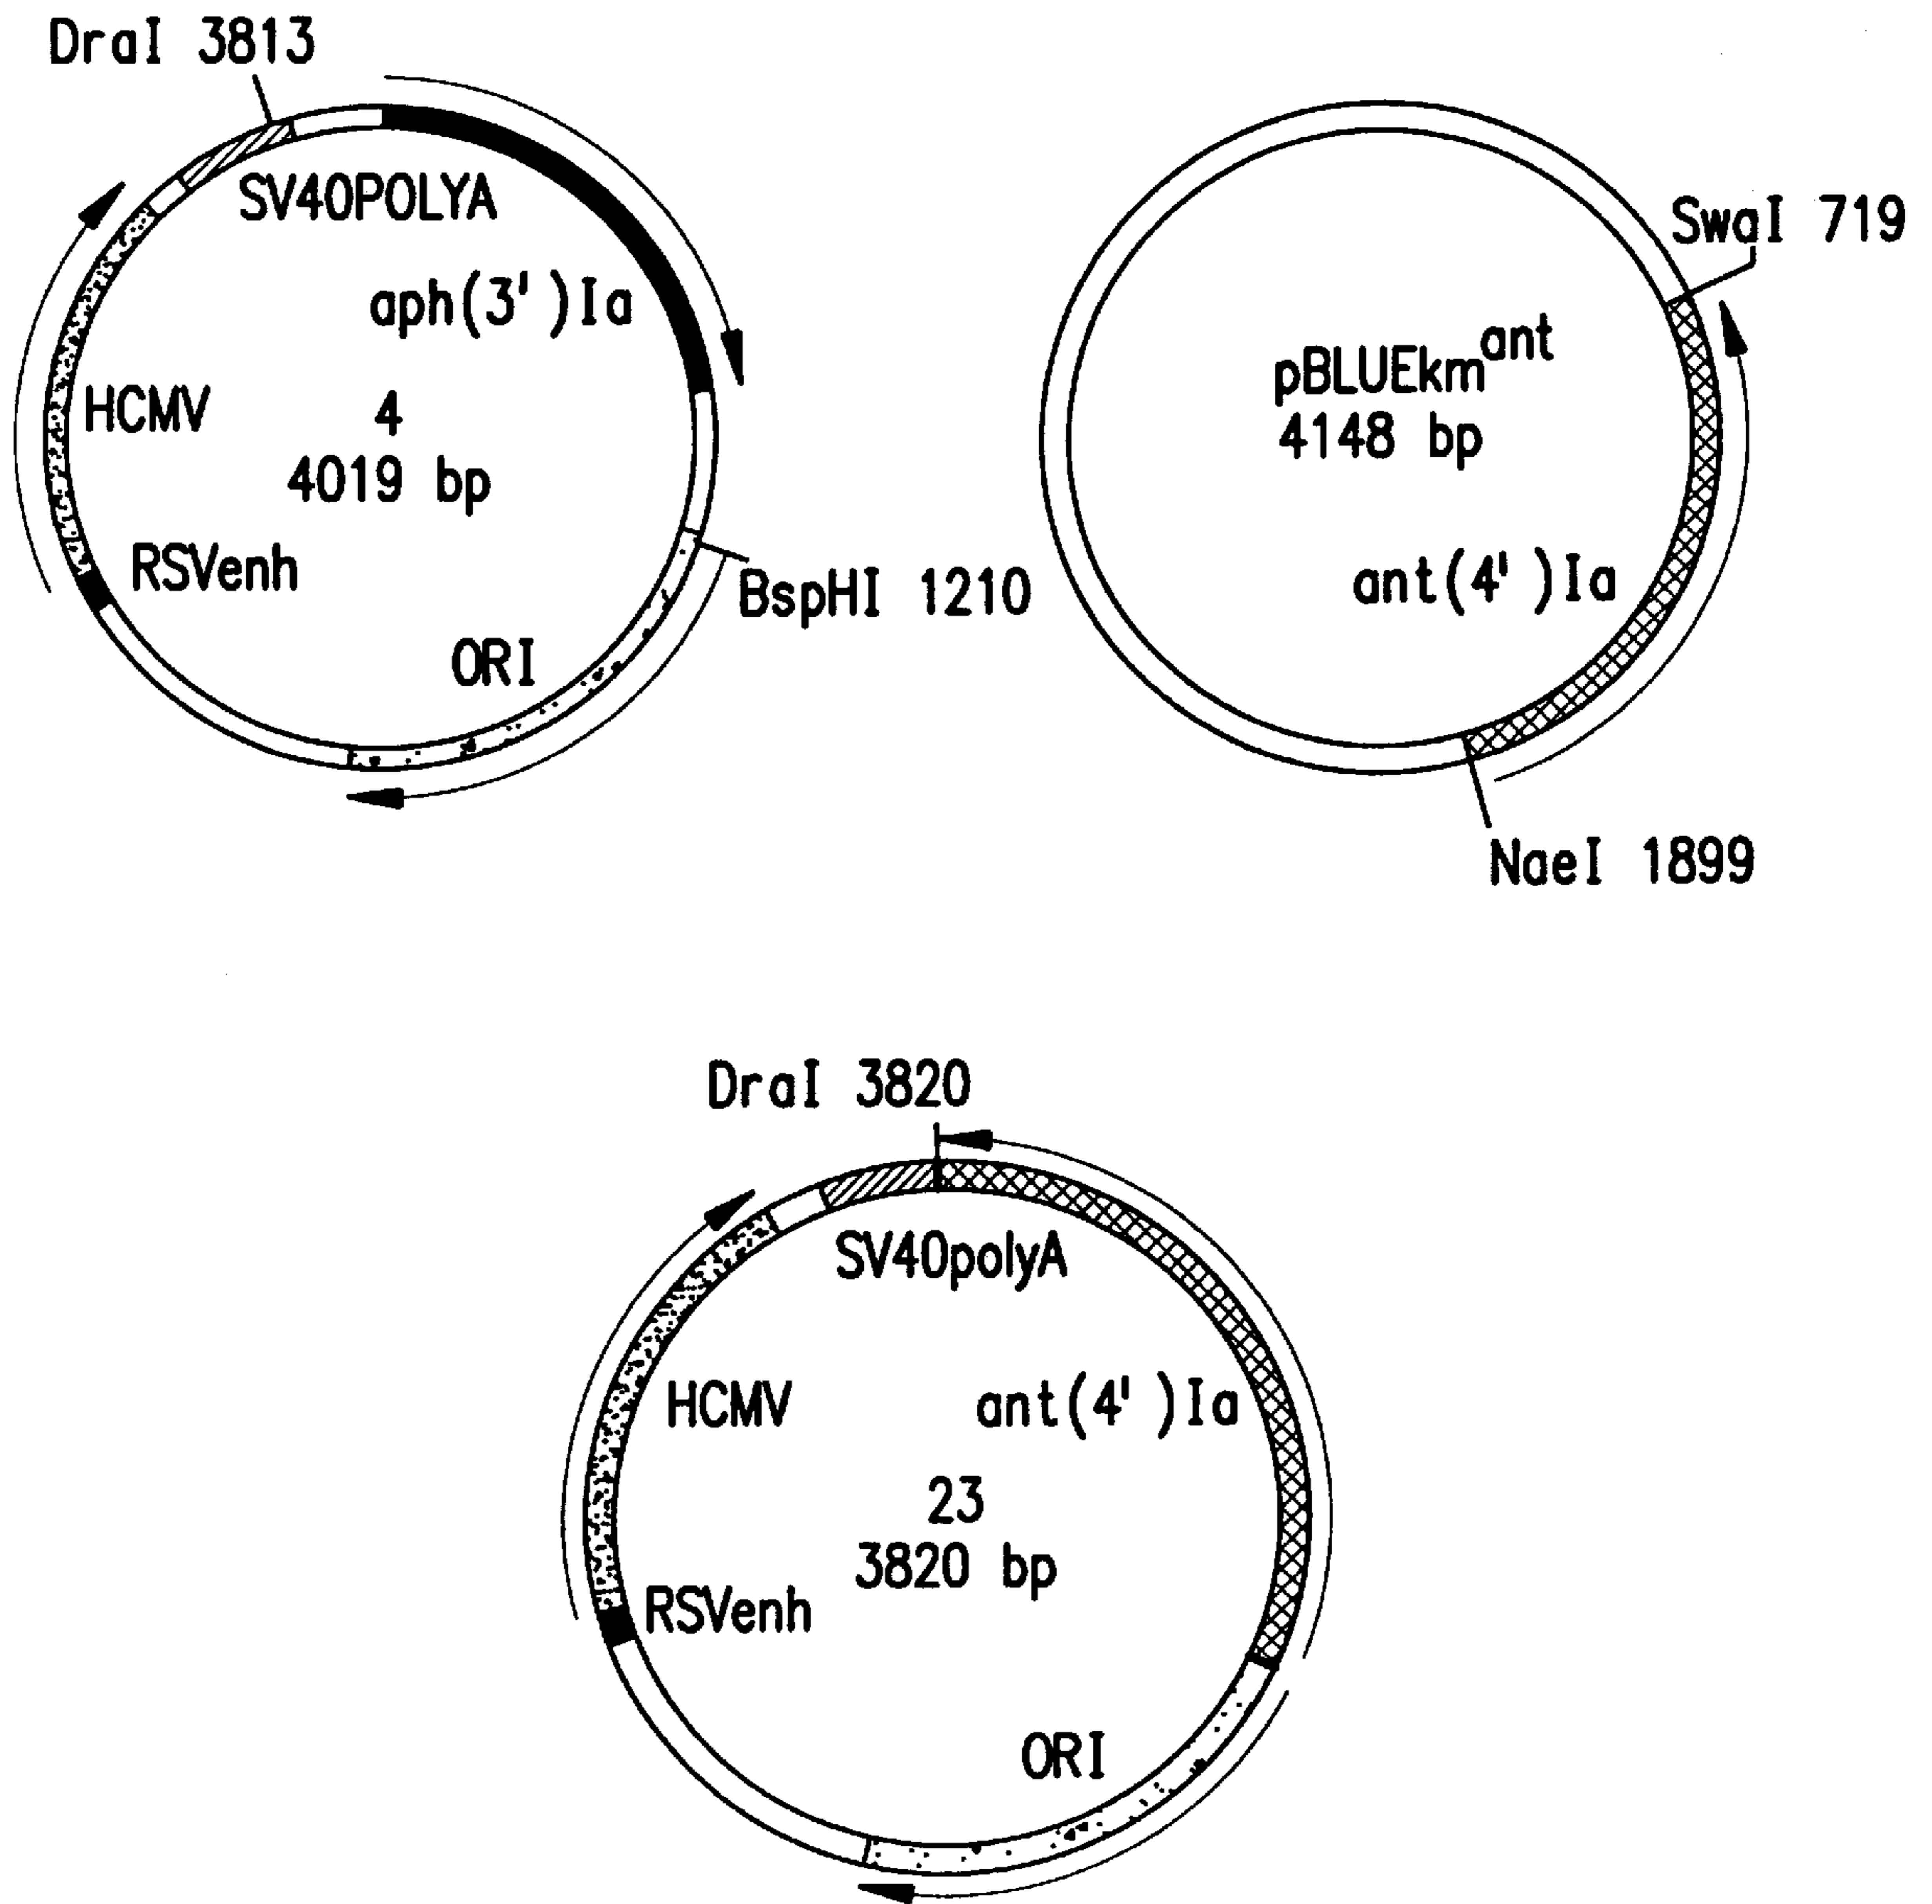 DraI 3813
SV40POLYA
aph(3')Ia
HCMV
4
4019 bp
RSVenh
BspHI 1210
ORI
SwaI 719
pBLUEkm^ant
4148 bp
ant(4')Ia
NaeI 1899
DraI 3820
SV40polyA
HCMV
ant(4')Ia
23
3820 bp
RSVenh
ORI